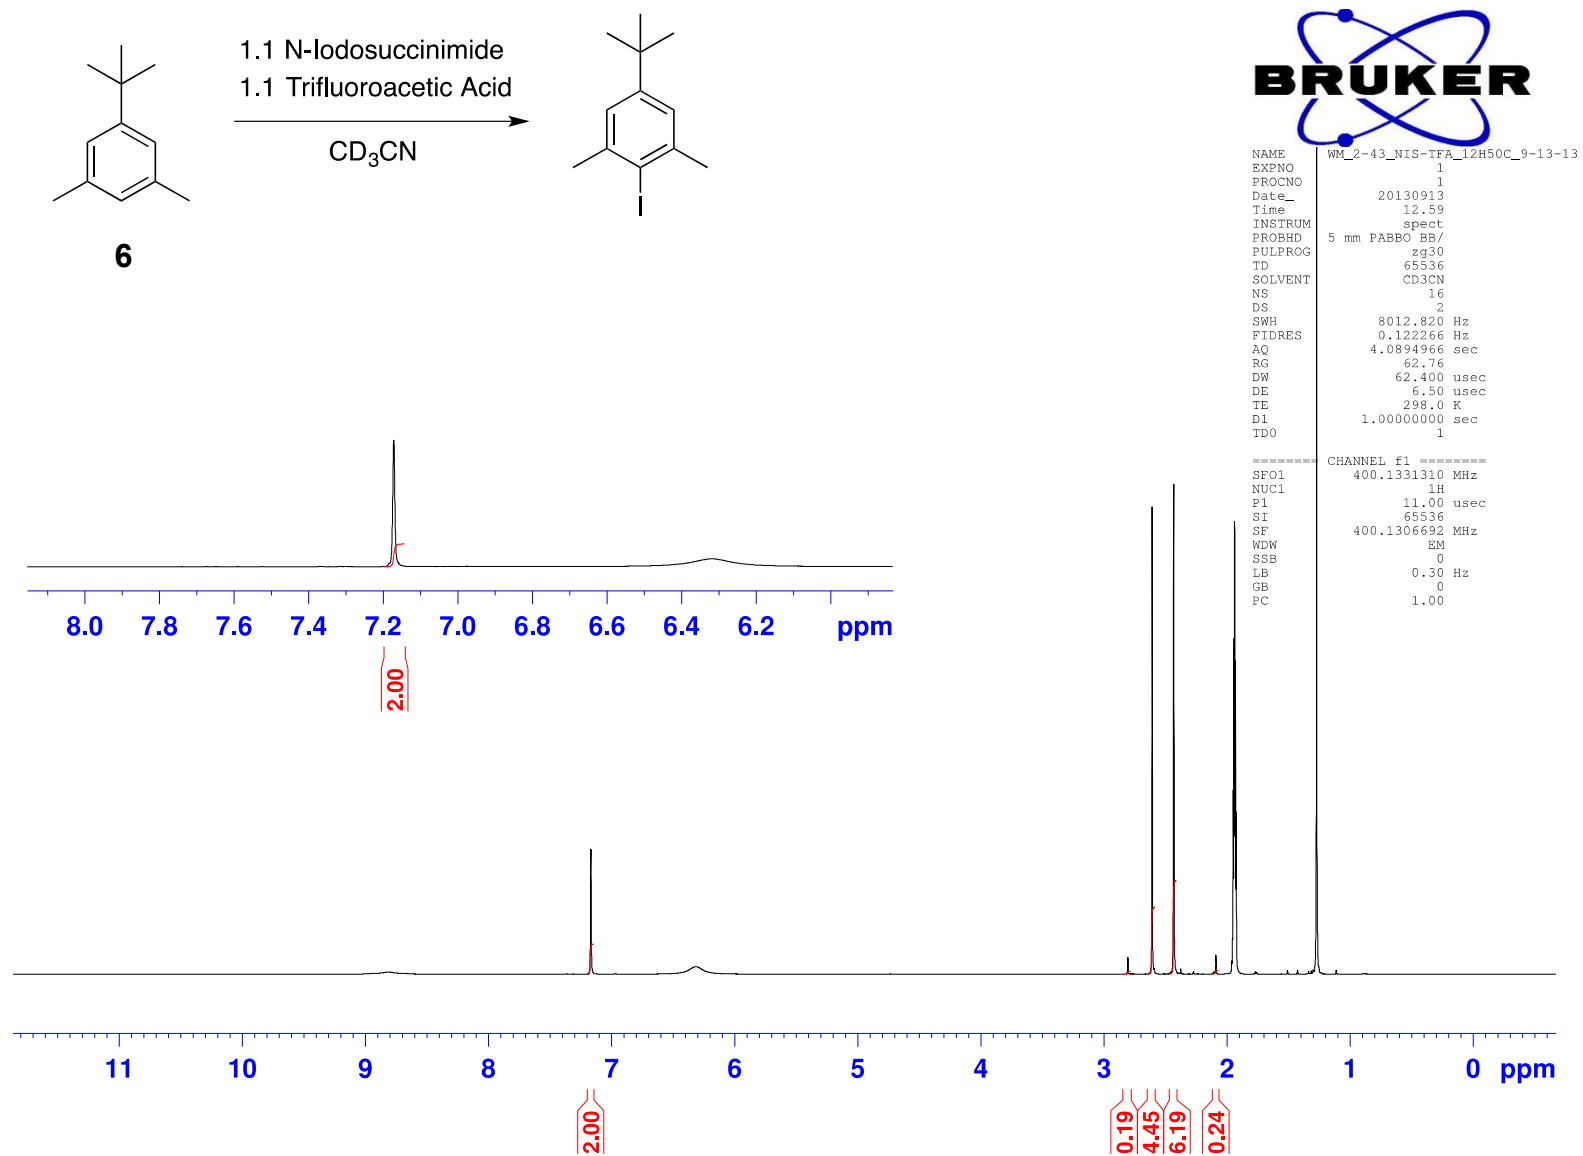 1.1 N-Iodosuccinimide
1.1 Trifluoroacetic Acid
CD3CN
I
6
BRUKER
NAME WM_2-43_NIS-TFA_12H50C_9-13-13
EXPNO 1
PROCNO 1
Date_ 20130913
Time 12.59
INSTRUM spect
PROBHD 5 mm PABBO BB/
PULPROG zg30
TD 65536
SOLVENT CD3CN
NS 16
DS 2
SWH 8012.820 Hz
FIDRES 0.122266 Hz
AQ 4.0894966 sec
RG 62.76
DW 62.400 usec
DE 6.50 usec
TE 298.0 K
D1 1.00000000 sec
TD0 1
======== CHANNEL f1 ========
SFO1 400.1331310 MHz
NUC1 1H
P1 11.00 usec
SI 65536
SF 400.1306692 MHz
WDW EM
SSB 0
LB 0.30 Hz
GB 0
PC 1.00
8.0 7.8 7.6 7.4 7.2 7.0 6.8 6.6 6.4 6.2 ppm
2.00
11 10 9 8 7 6 5 4 3 2 1 0 ppm
2.00 0.19 4.45 6.19 0.24